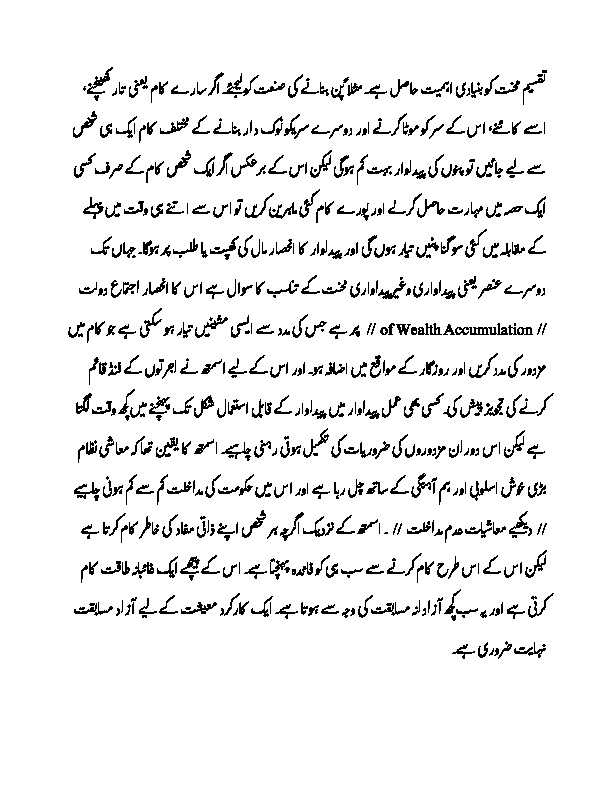 تقسیم محنت کو بنیادی اہمیت حاصل ہے۔ مثلاً پن بنانے کی صنعت کو لیجئے۔ اگر سارے کام یعنی تار کھینچنے،
اسے کاٹنے، اس کے سر کو موٹا کرنے اور دوسرے سریکو نوک دار بنانے کے مختلف کام ایک ہی شخص
سے لیے جائیں تو پنوں کی پیداوار بہت کم ہوگی لیکن اس کے برعکس اگر ایک شخص کام کے صرف کسی
ایک حصہ میں مہارت حاصل کرلے اور پورے کام کئی ماہرین کریں تو اس سے اتنے ہی وقت میں پہلے
کے مقابلہ میں کئی سو گنا پنیں تیار ہوں گی اور پیداوار کا انحصار مال کی کھپت یا طلب پر ہوگا۔ جہاں تک
دوسرے عنصر یعنی پیداواری و غیر پیداواری محنت کے تناسب کا سوال ہے اس کا انحصار اجتماع دولت
// of Wealth Accumulation // پر ہے جس کی مدد سے ایسی مشینیں تیار ہو سکتی ہے جو کام میں
مزدور کی مدد کریں اور روزگار کے مواقع میں اضافہ ہو۔ اور اس کے لیے اسمتھ نے اجرتوں کے فنڈ قائم
کرنے کی تجویز پیش کی۔ کسی بھی عمل پیداوار میں پیداوار کے قابل استعمال شکل تک پہنچنے میں کچھ وقت لگتا
ہے لیکن اس دوران مزدوروں کی ضروریات کی تکمیل ہوتی رہنی چاہیے۔ اسمتھ کا یقین تھا کہ معاشی نظام
بڑی خوش اسلوبی اور ہم آہنگی کے ساتھ چل رہا ہے اور اس میں حکومت کی مداخلت کم سے کم ہونی چاہیے
// دیکھیے معاشیات عدم مداخلت // ۔ اسمتھ کے نزدیک اگرچہ ہر شخص اپنے ذاتی مفاد کی خاطر کام کرتا ہے
لیکن اس کے اس طرح کام کرنے سے سب ہی کو فائدہ پہنچتا ہے۔ اس کے پیچھے ایک غائبانہ طاقت کام
کرتی ہے اور یہ سب کچھ آزادانہ مسابقت کی وجہ سے ہوتا ہے۔ ایک کارکرد معیشت کے لیے آزاد مسابقت
نہایت ضروری ہے۔